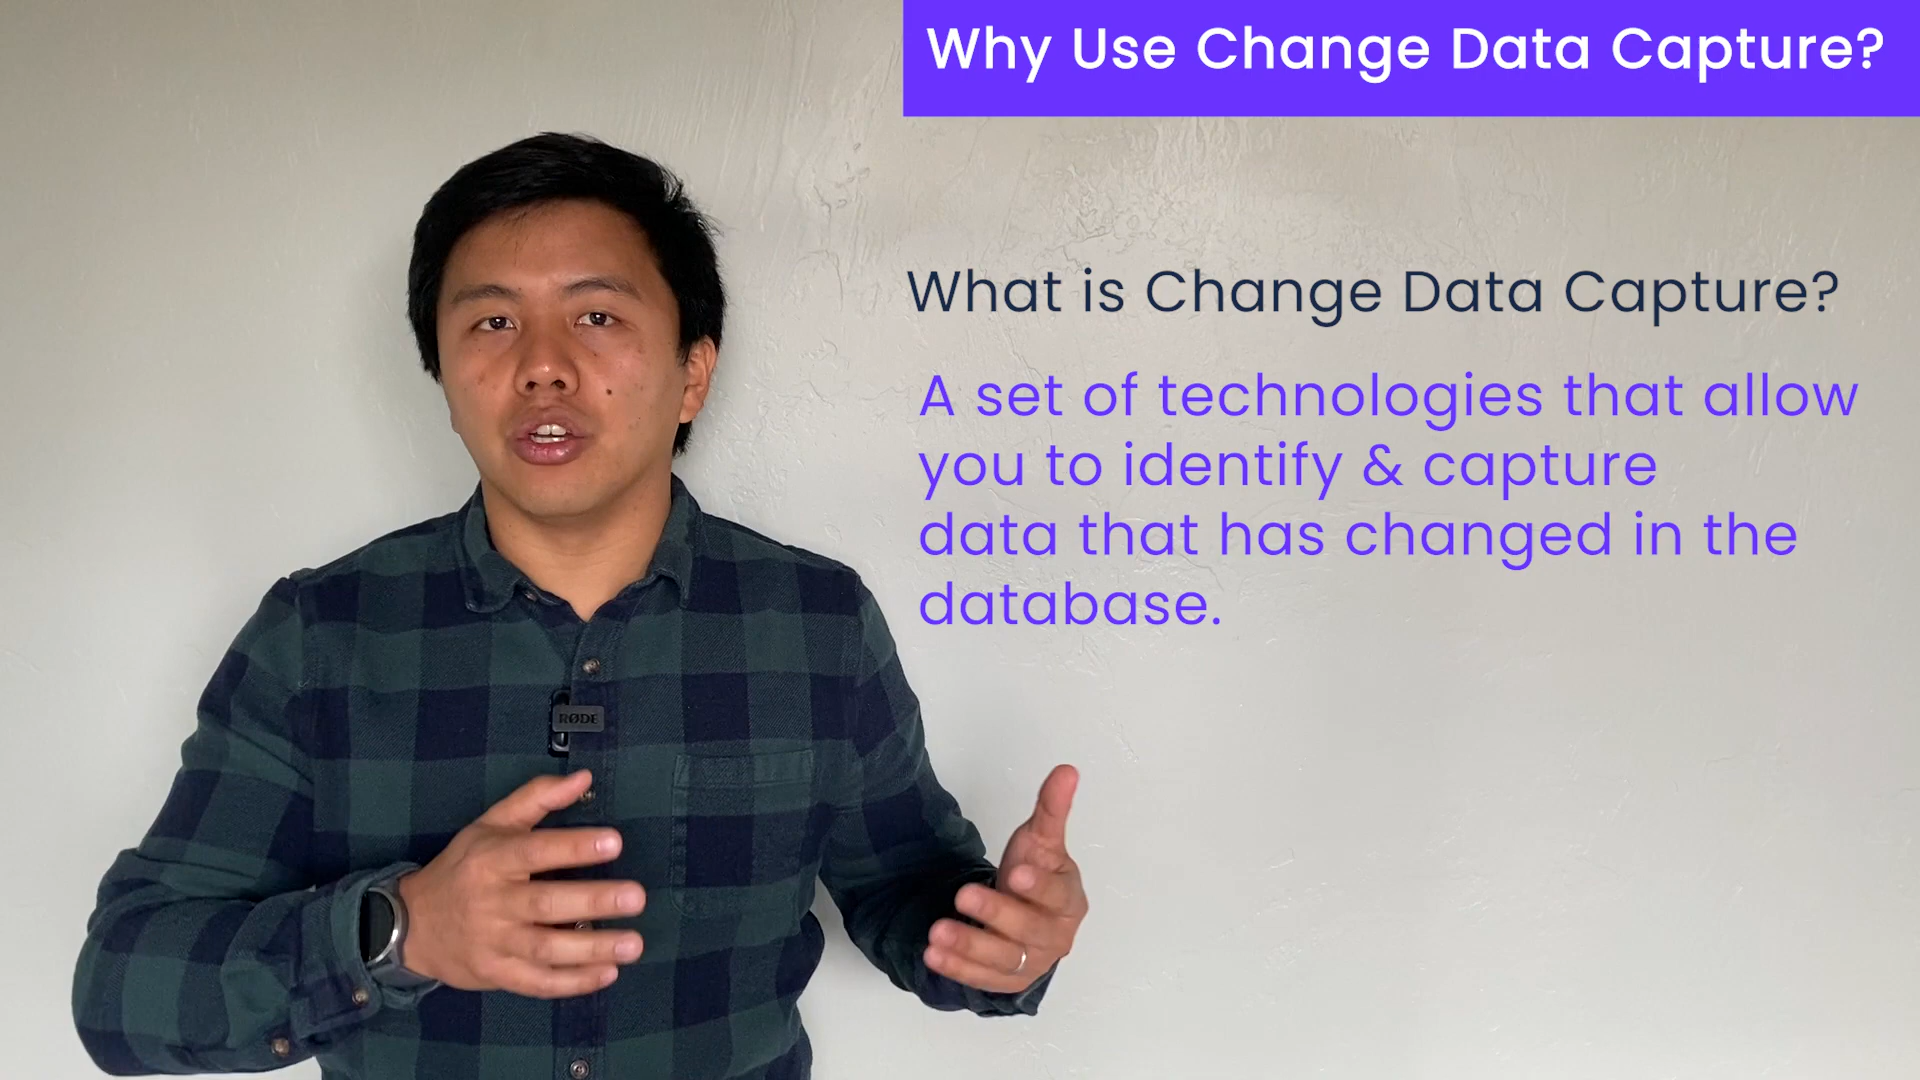 Why Use Change Data Capture?
What is Change Data Capture?
A set of technologies that allow
you to identify & capture
data that has changed in the
database.
RØDE